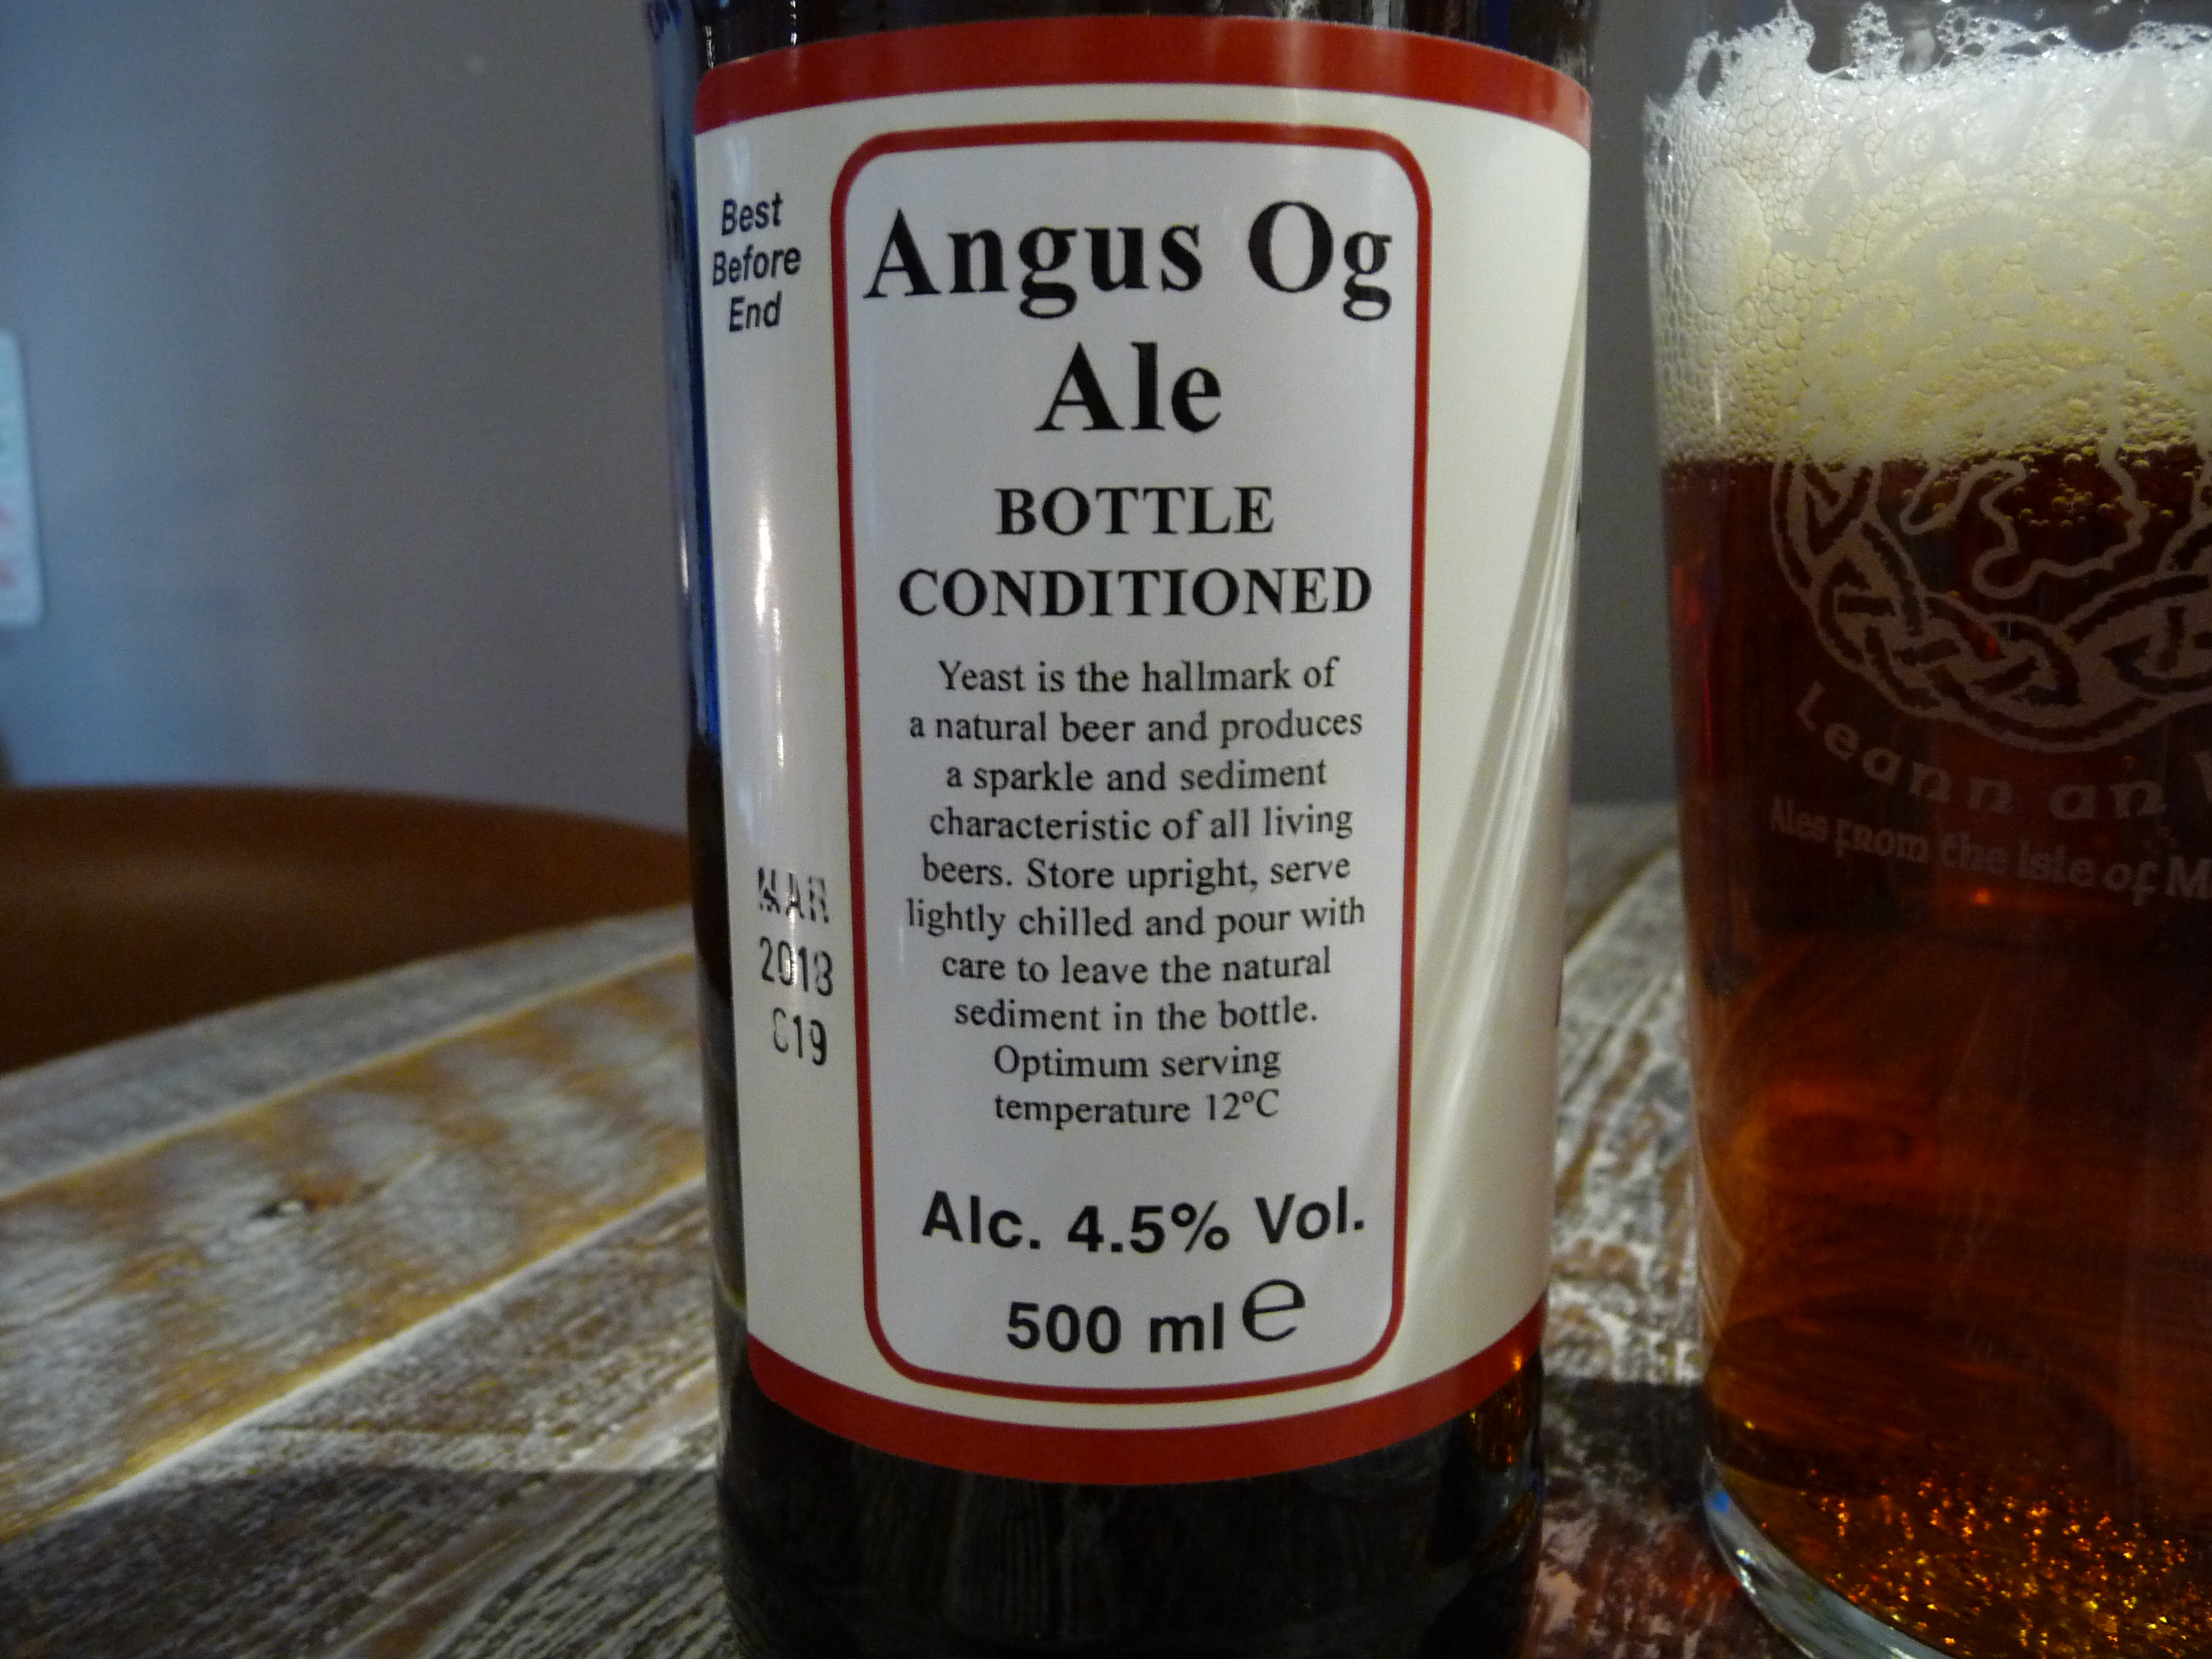 Best
Before
End
MAR
2018
C19
Angus Og
Ale
BOTTLE
CONDITIONED
Yeast is the hallmark of
a natural beer and produces
a sparkle and sediment
characteristic of all living
beers. Store upright, serve
lightly chilled and pour with
care to leave the natural
sediment in the bottle.
Optimum serving
temperature 12ºC
Alc. 4.5% Vol.
500 ml ℮
Leann an
Ales from the Isle of